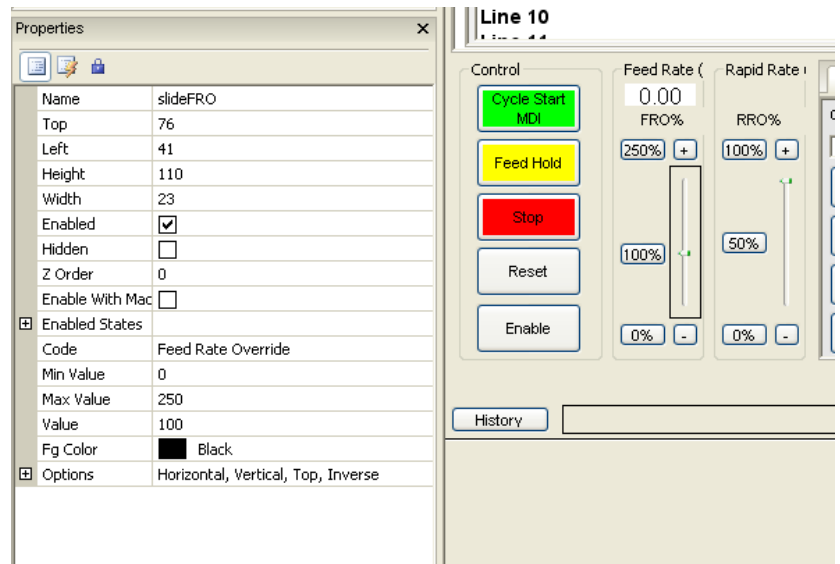 Properties
Name slideFRO
Top 76
Left 41
Height 110
Width 23
Enabled
Hidden
Z Order 0
Enable With Mac
Enabled States
Code Feed Rate Override
Min Value 0
Max Value 250
Value 100
Fg Color Black
Options Horizontal, Vertical, Top, Inverse
Line 10
Control
Cycle Start
MDI
Feed Hold
Stop
Reset
Enable
Feed Rate (
0.00
FRO%
250% +
100%
0% -
Rapid Rate
RRO%
100% +
50%
0% -
History